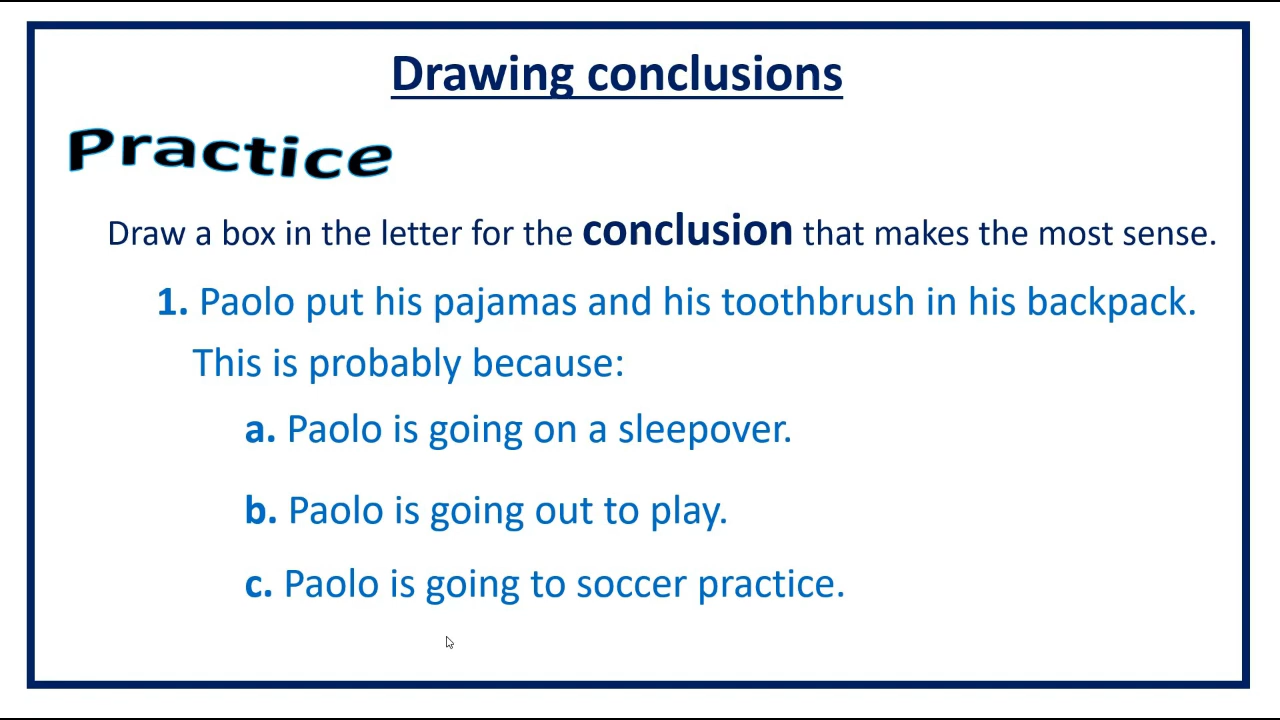 Drawing conclusions
Practice
Draw a box in the letter for the conclusion that makes the most sense.
1. Paolo put his pajamas and his toothbrush in his backpack.
This is probably because:
a. Paolo is going on a sleepover.
b. Paolo is going out to play.
c. Paolo is going to soccer practice.